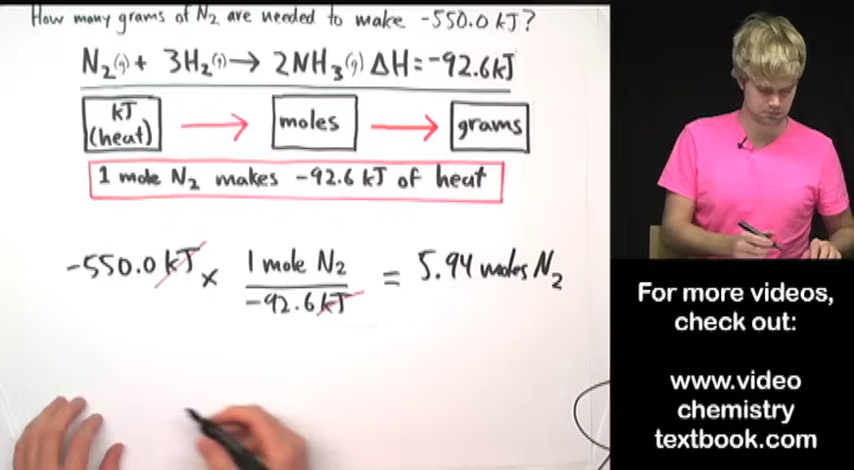 How many grams of N₂ are needed to make -550.0 kJ?
N₂(g) + 3H₂(g) → 2NH₃(g) ΔH = -92.6kJ
kJ
(heat) → moles → grams
1 mole N₂ makes -92.6 kJ of heat
-550.0 kJ × 1 mole N₂ / -92.6 kJ = 5.94 moles N₂
For more videos,
check out:
www.video
chemistry
textbook.com